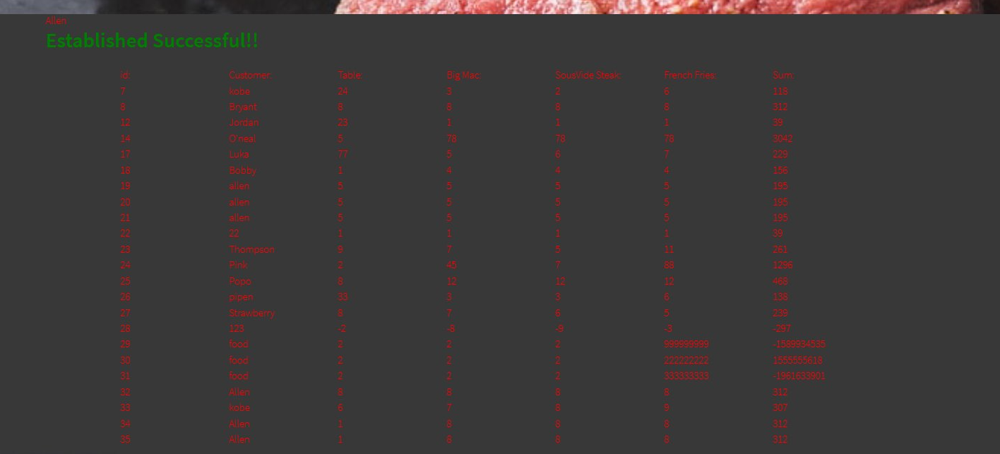 Allen
Established Successful!!
id: Customer: Table: Big Mac: SousVide Steak: French Fries: Sum:
7 kobe 24 3 2 6 118
8 Bryant 8 8 8 8 312
12 Jordan 23 1 1 1 39
14 O'neal 5 78 78 78 3042
17 Luka 77 5 6 7 229
18 Bobby 1 4 4 4 156
19 allen 5 5 5 5 195
20 allen 5 5 5 5 195
21 allen 5 5 5 5 195
22 22 1 1 1 1 39
23 Thompson 9 7 5 11 261
24 Pink 2 45 7 88 1296
25 Popo 8 12 12 12 468
26 pipen 33 3 3 6 138
27 Strawberry 8 7 6 5 239
28 123 -2 -8 -9 -3 -297
29 food 2 2 2 999999999 -1589934535
30 food 2 2 2 222222222 1555555618
31 food 2 2 2 333333333 -1961633901
32 Allen 8 8 8 8 312
33 kobe 6 7 8 9 307
34 Allen 1 8 8 8 312
35 Allen 1 8 8 8 312